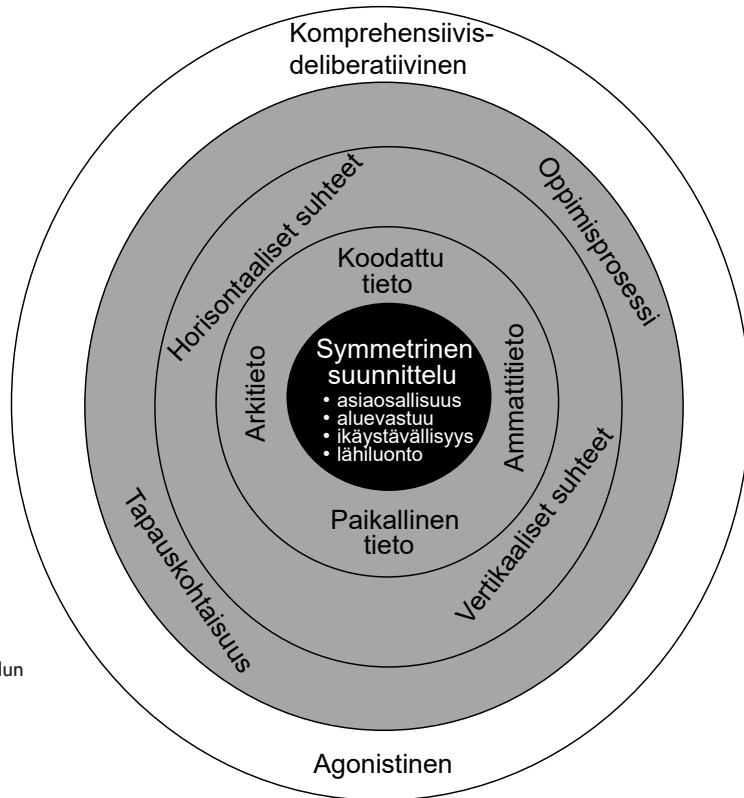 Komprehensiivis-
deliberatiivinen
Oppimisprosessi
Horisontaaliset suhteet
Koodattu
tieto
Symmetrinen
suunnittelu
• asiaosallisuus
• aluevastuu
• ikäystävällisyys
• lähiluonto
Arkitieto
Ammattitieto
Paikallinen
tieto
Vertikaaliset suhteet
Tapauskohtaisuus
Agonistinen